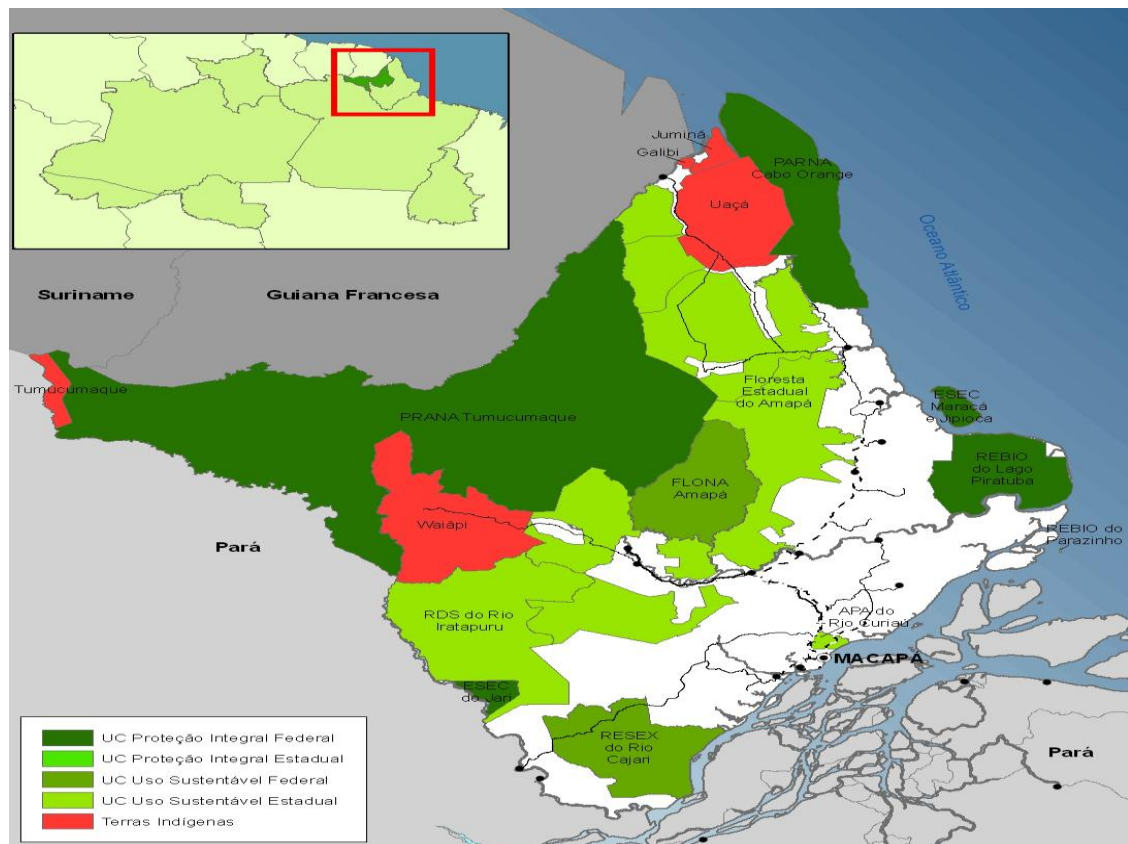 Juminá
Galibi
PARNA
Cabo Orange
Uaçá
Oceano Atlântico
Suriname
Guiana Francesa
Tumucumaque
PRANA Tumucumaque
Floresta
Estadual
do Amapá
ESEC
Maracá
e Jipioca
FLONA
Amapá
REBIO
do Lago
Piratuba
Waiãpi
REBIO do
Parazinho
Pará
RDS do Rio
Iratapuru
APA do
Rio Curiaú
MACAPÁ
ESEC
do Jari
RESEX
do Rio
Cajari
Pará
UC Proteção Integral Federal
UC Proteção Integral Estadual
UC Uso Sustentável Federal
UC Uso Sustentável Estadual
Terras Indígenas